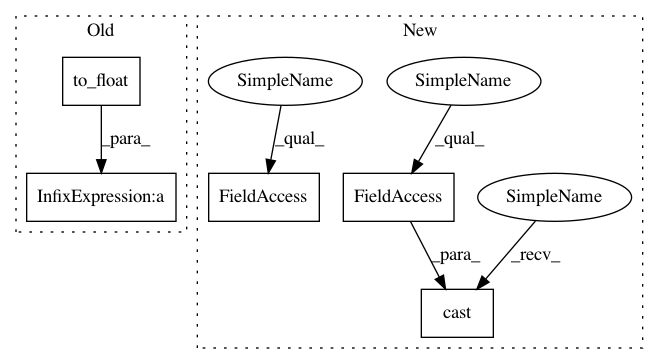 Old
New
to_float
SimpleName
SimpleName
_para_
_qual_
_qual_
InfixExpression:a
FieldAccess
FieldAccess
SimpleName
_para_
_recv_
cast